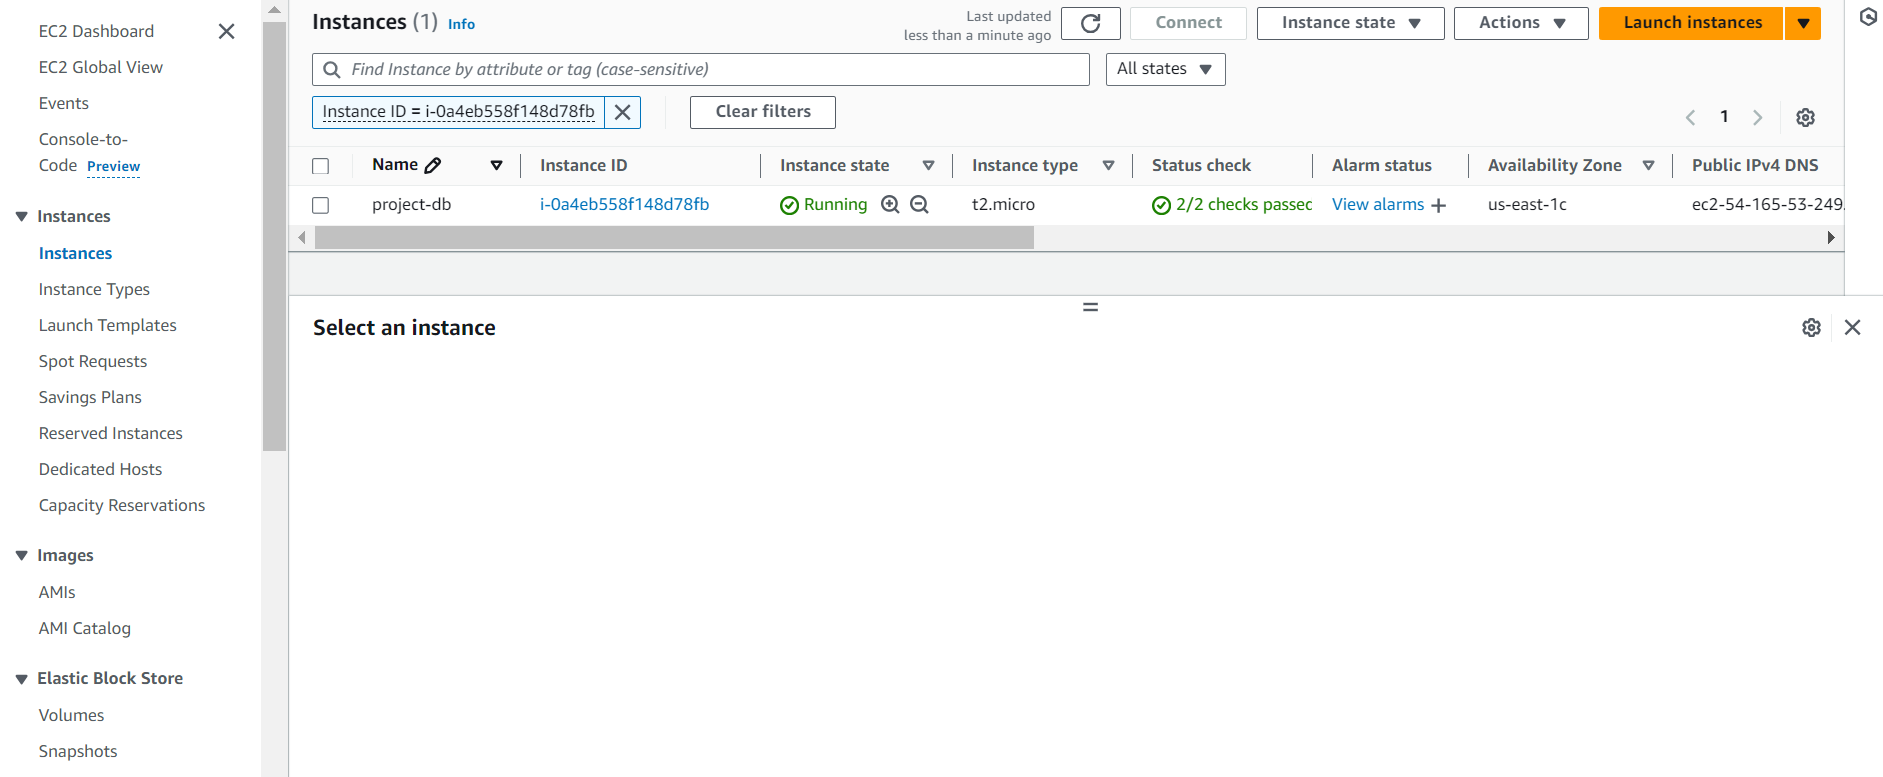 EC2 Dashboard
EC2 Global View
Events
Console-to-
Code Preview
Instances
Instances
Instance Types
Launch Templates
Spot Requests
Savings Plans
Reserved Instances
Dedicated Hosts
Capacity Reservations
Images
AMIs
AMI Catalog
Elastic Block Store
Volumes
Snapshots
Instances (1) Info
Last updated
less than a minute ago
Connect
Instance state
Actions
Launch instances
Find Instance by attribute or tag (case-sensitive)
All states
Instance ID = i-0a4eb558f148d78fb
Clear filters
1
Name Instance ID Instance state Instance type Status check Alarm status Availability Zone Public IPv4 DNS
project-db i-0a4eb558f148d78fb Running t2.micro 2/2 checks passed View alarms + us-east-1c ec2-54-165-53-249.
Select an instance